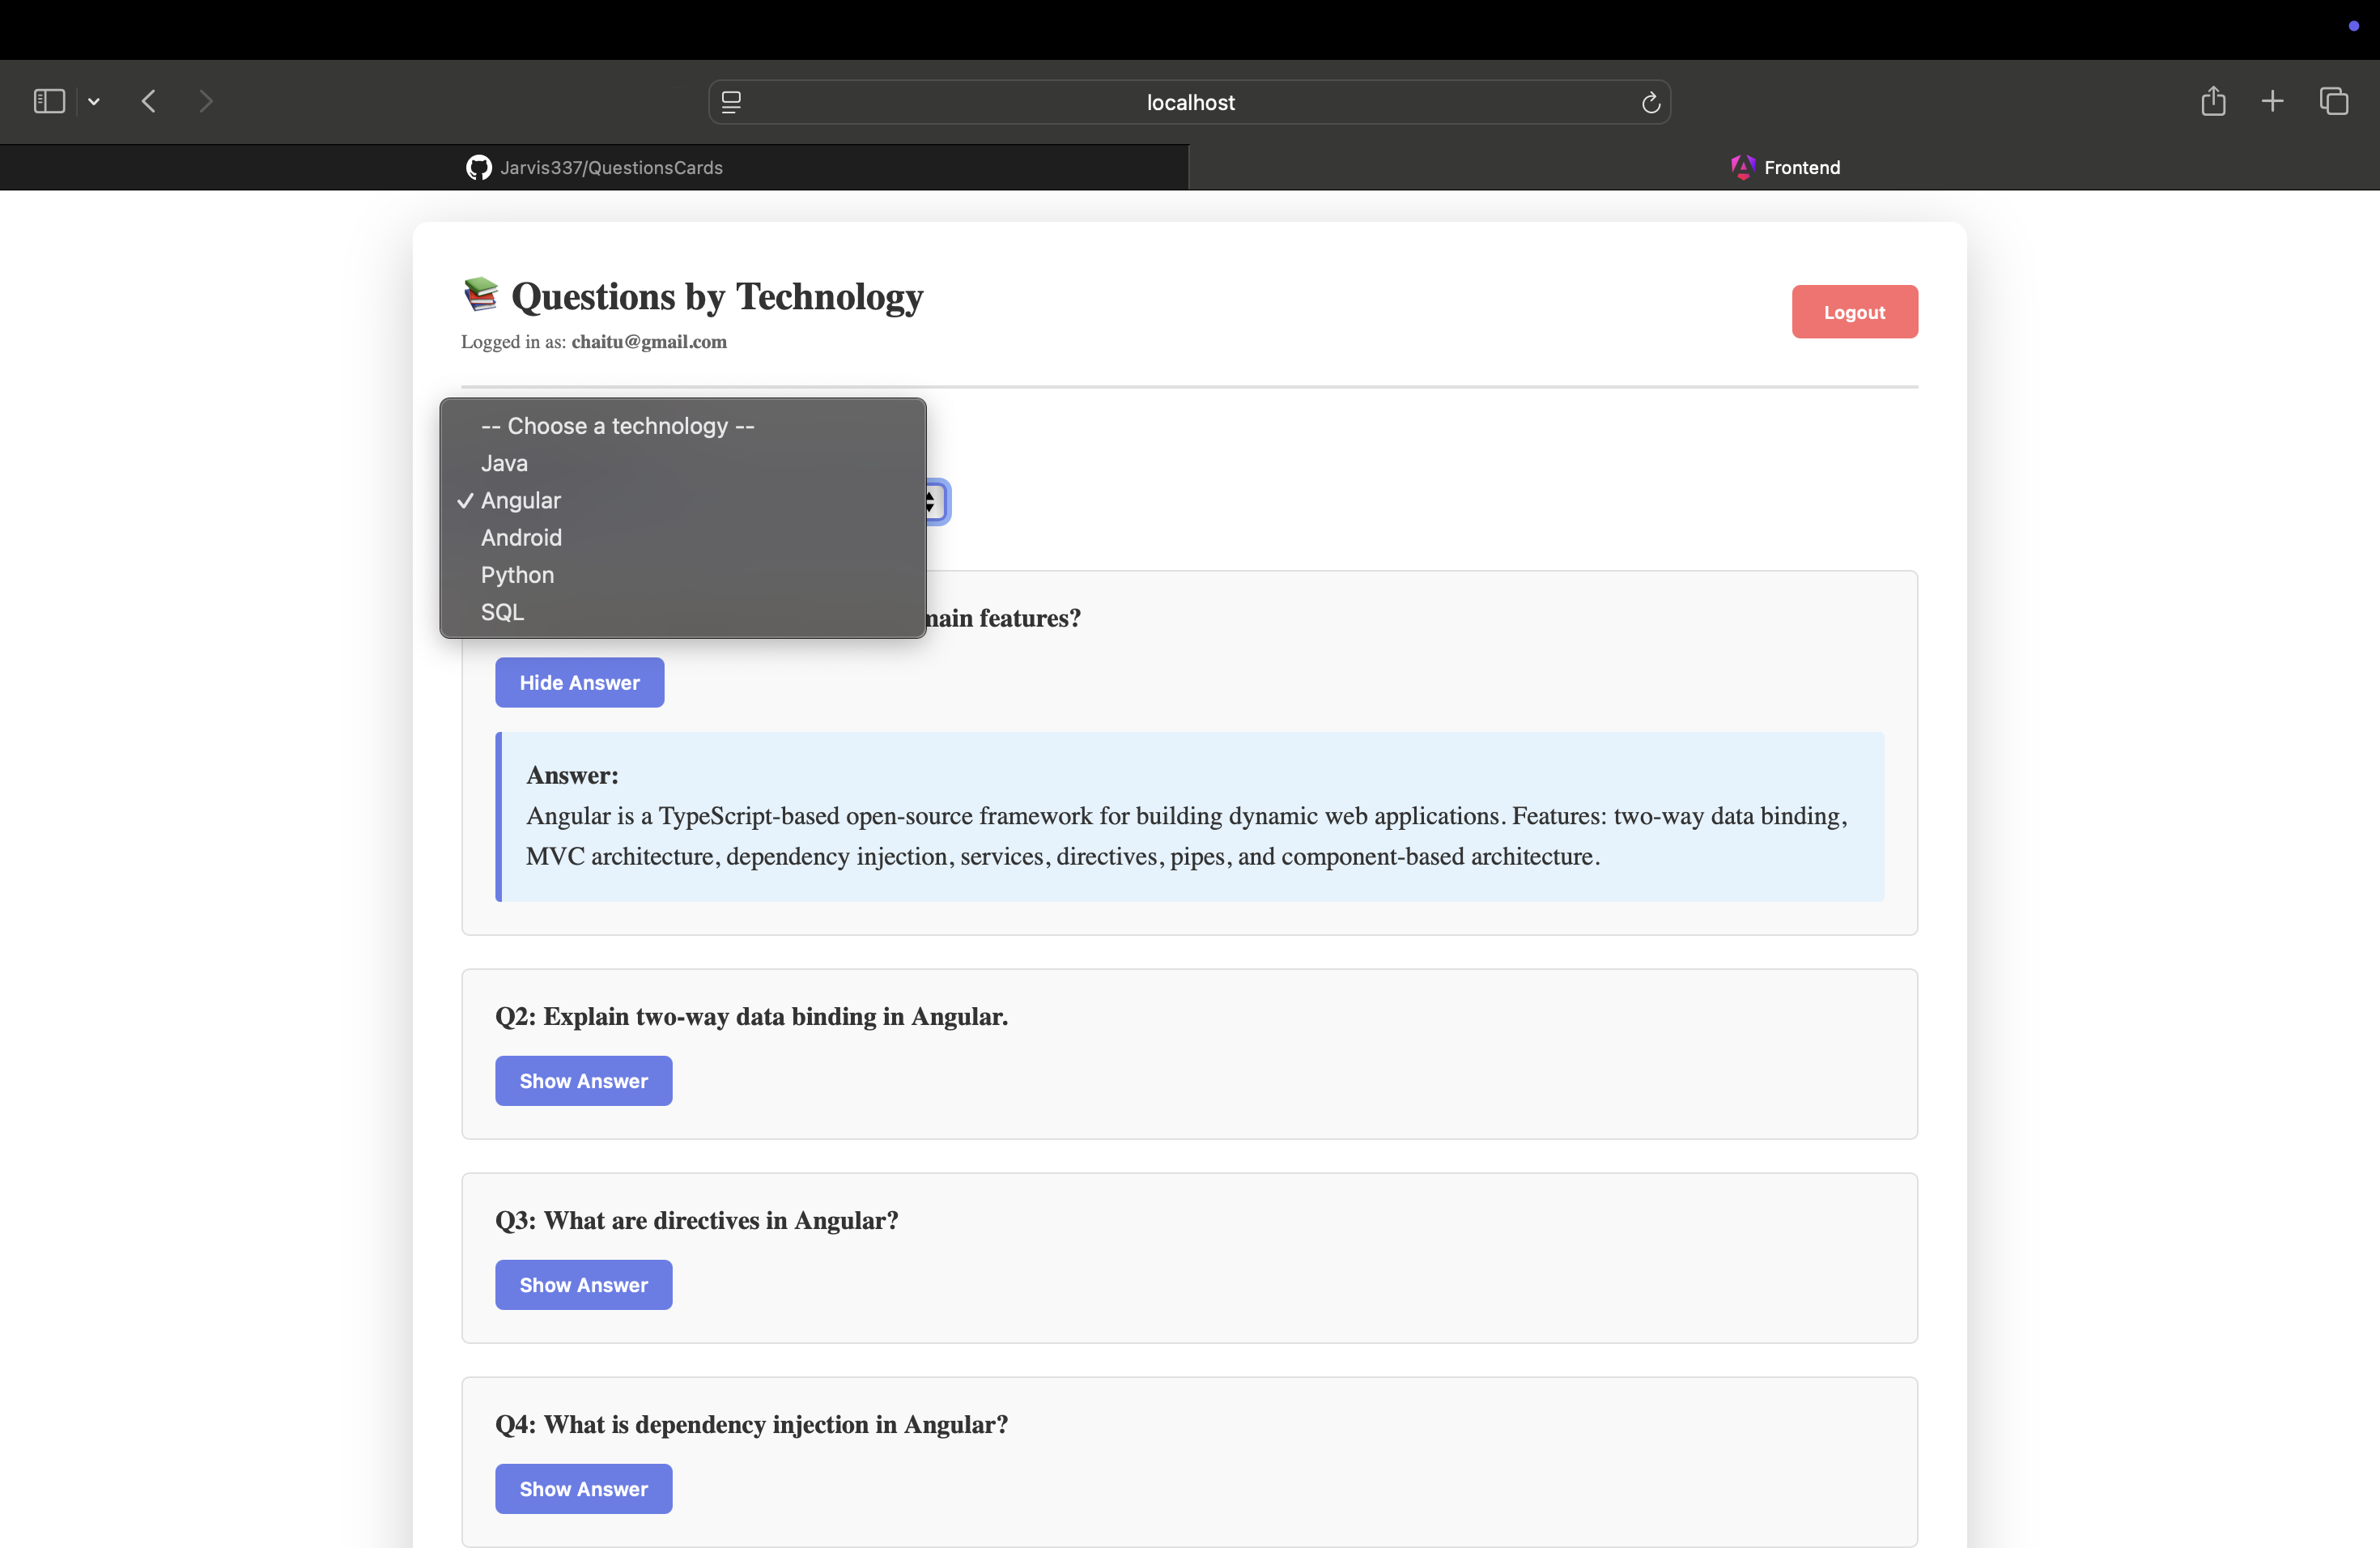 localhost
Jarvis337/QuestionsCards
Frontend
📚 Questions by Technology
Logout
Logged in as: chaitu@gmail.com
-- Choose a technology --
Java
✓ Angular
Android
Python
SQL
main features?
Hide Answer
Answer:
Angular is a TypeScript-based open-source framework for building dynamic web applications. Features: two-way data binding,
MVC architecture, dependency injection, services, directives, pipes, and component-based architecture.
Q2: Explain two-way data binding in Angular.
Show Answer
Q3: What are directives in Angular?
Show Answer
Q4: What is dependency injection in Angular?
Show Answer